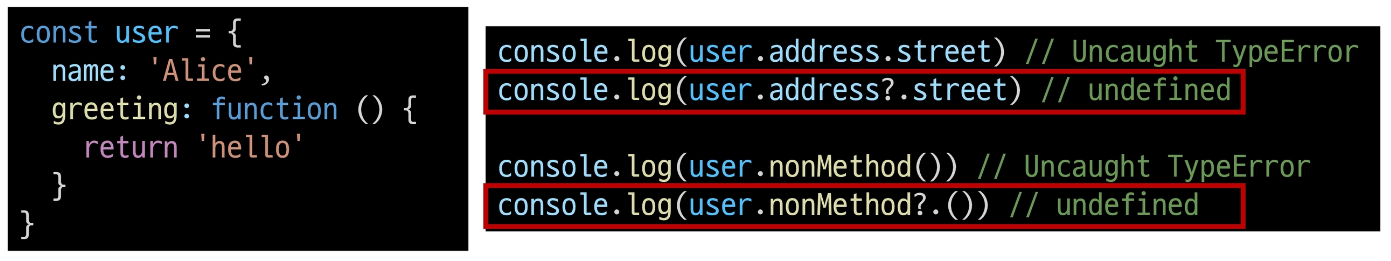 const user = {
  name: 'Alice',
  greeting: function () {
    return 'hello'
  }
}
console.log(user.address.street) // Uncaught TypeError
console.log(user.address?.street) // undefined
console.log(user.nonMethod()) // Uncaught TypeError
console.log(user.nonMethod?.()) // undefined